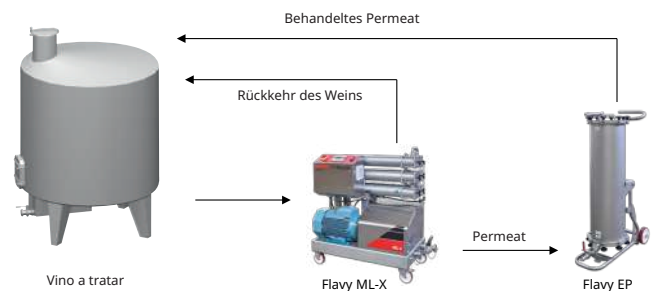 Behandeltes Permeat
Rückkehr des Weins
Permeat
Vino a tratar
Flavy ML-X
Flavy EP